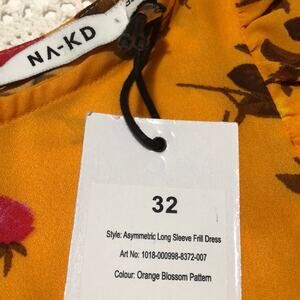 NA-KD
32
Style: Asymmetric Long Sleeve Frill Dress
Art No: 1018-000998-8372-007
Colour: Orange Blossom Pattern